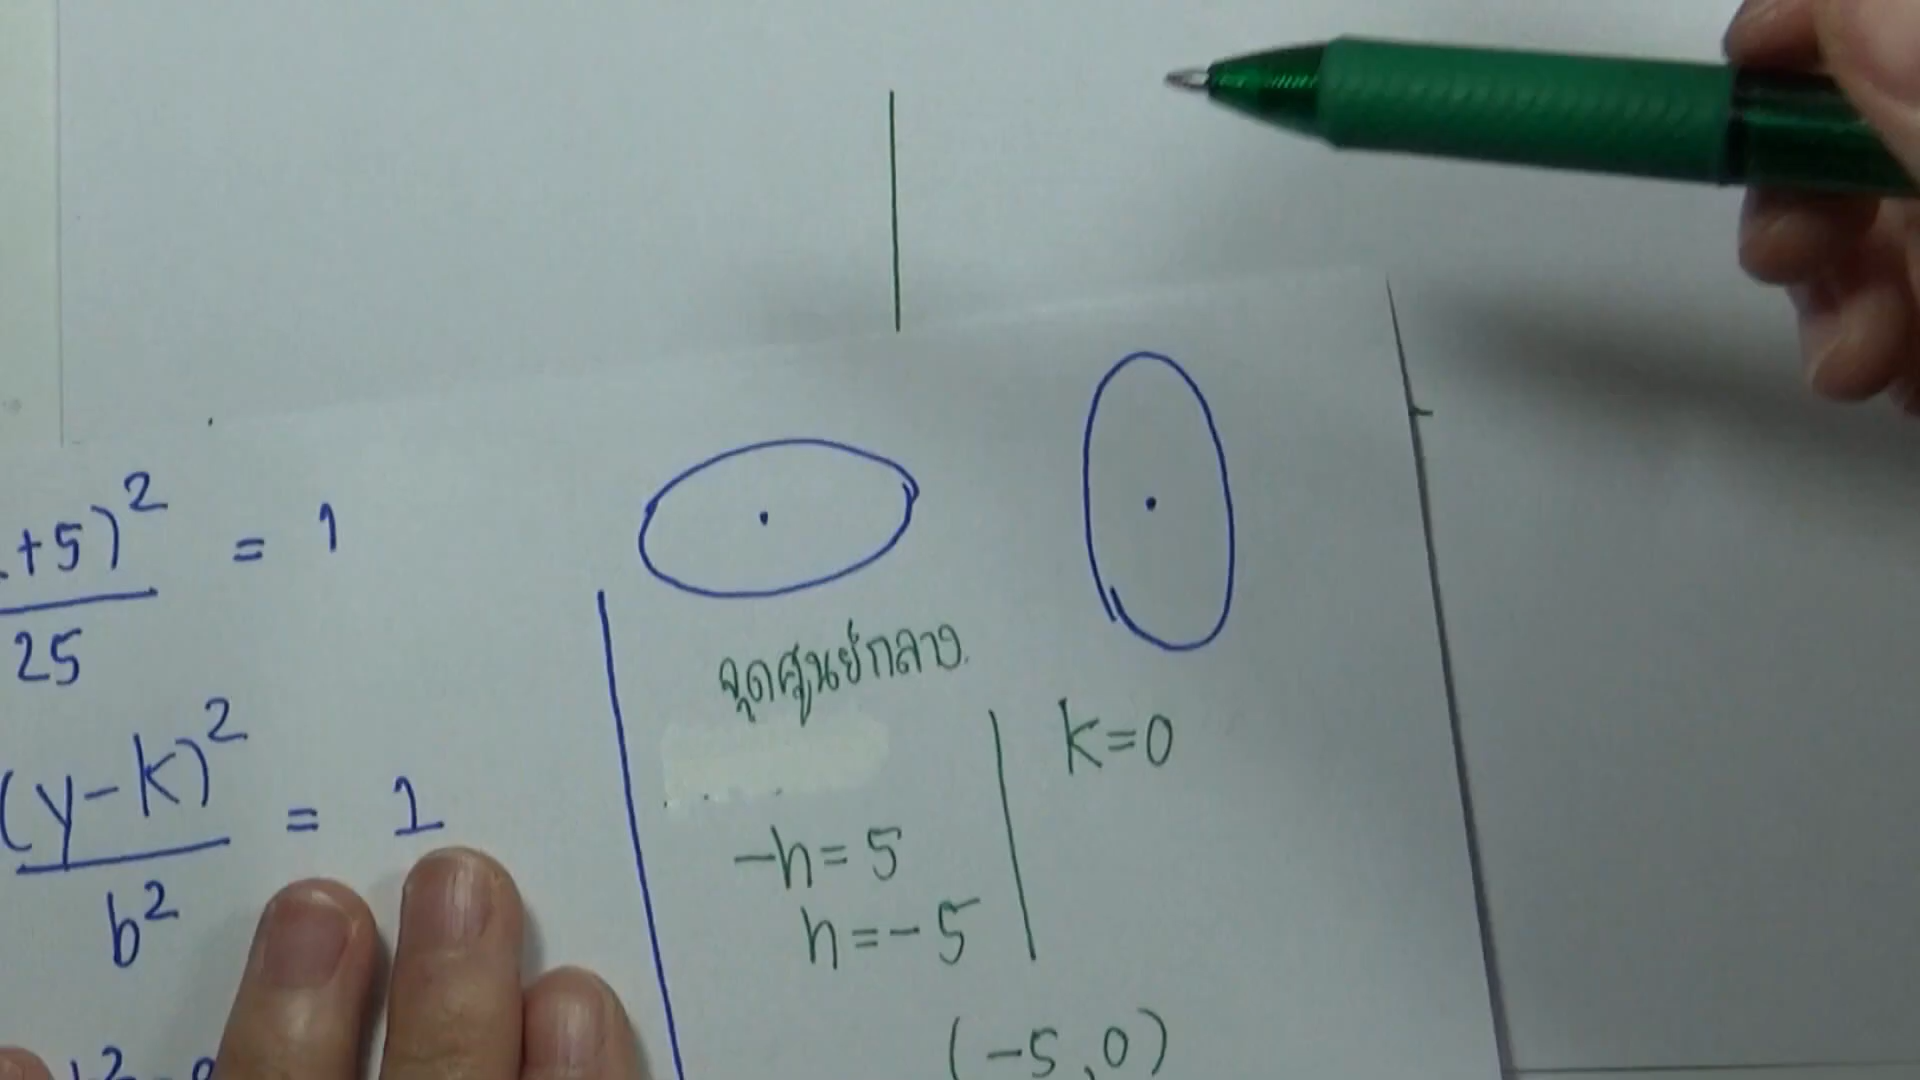 +5)² = 1
25
(y-k)² = 1
b²
จุดศูนย์กลาง
k=0
-h=5
h=-5
(-5,0)